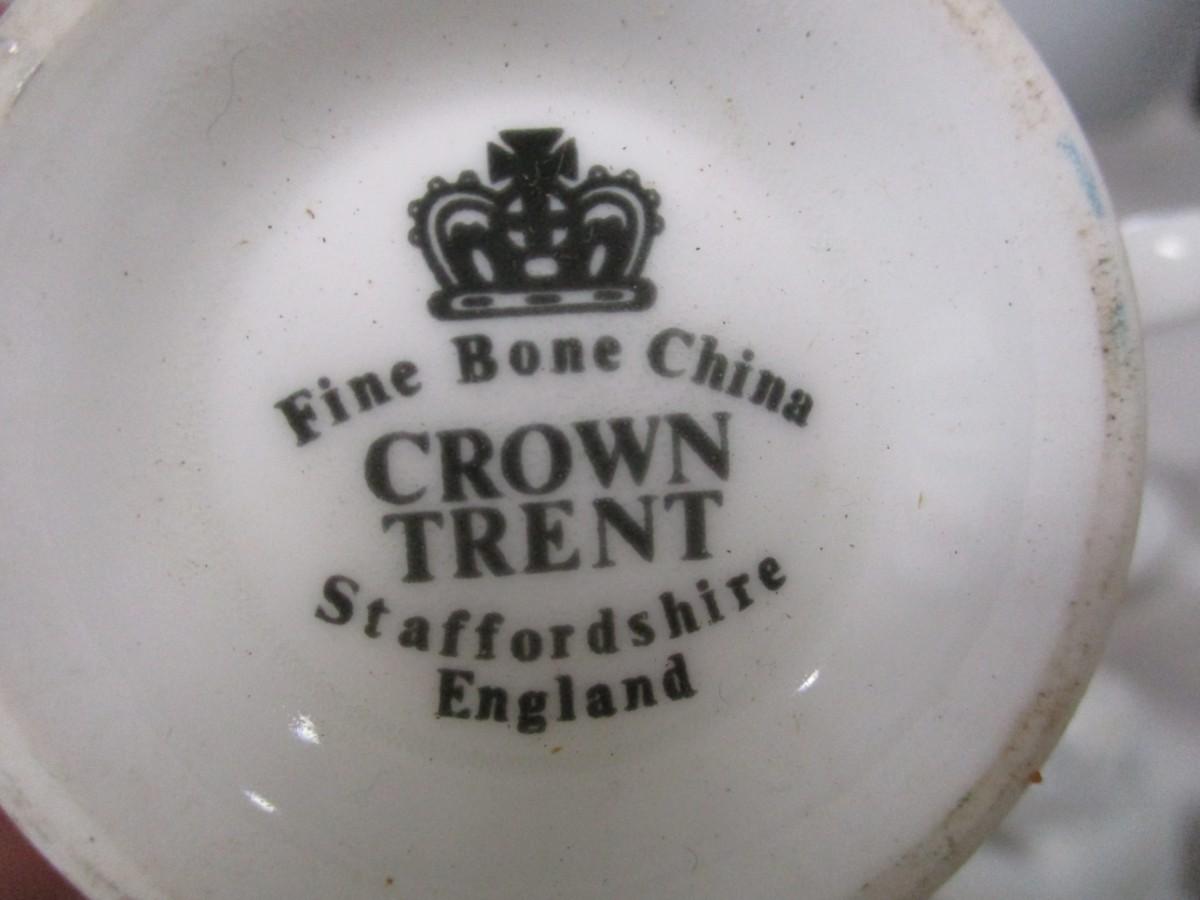 Fine Bone China
CROWN
TRENT
Staffordshire
England